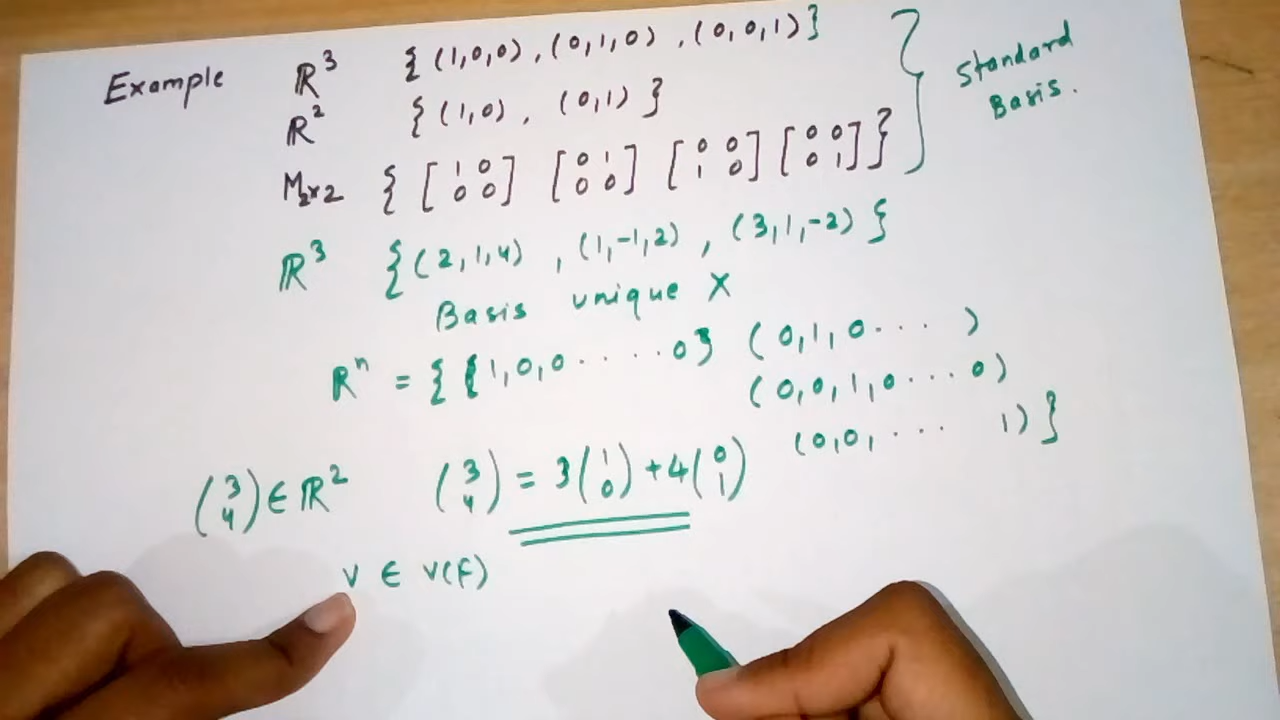 Example ℝ³ {(1,0,0), (0,1,0), (0,0,1)}
ℝ² {(1,0), (0,1)}
Standard Basis.
M₂ₓ₂ {[1 0 0 0] [0 1 0 0] [0 0 1 0] [0 0 0 1]}
ℝ³ {(2,1,4), (1,-1,2), (3,1,-2)}
Basis unique X
ℝⁿ = {{1,0,0.....0} (0,1,0.... )
(0,0,1,0...0)
(0,0,... 1)}
(3 4) ∈ ℝ² (3 4) = 3(1 0) + 4(0 1)
v ∈ V(F)